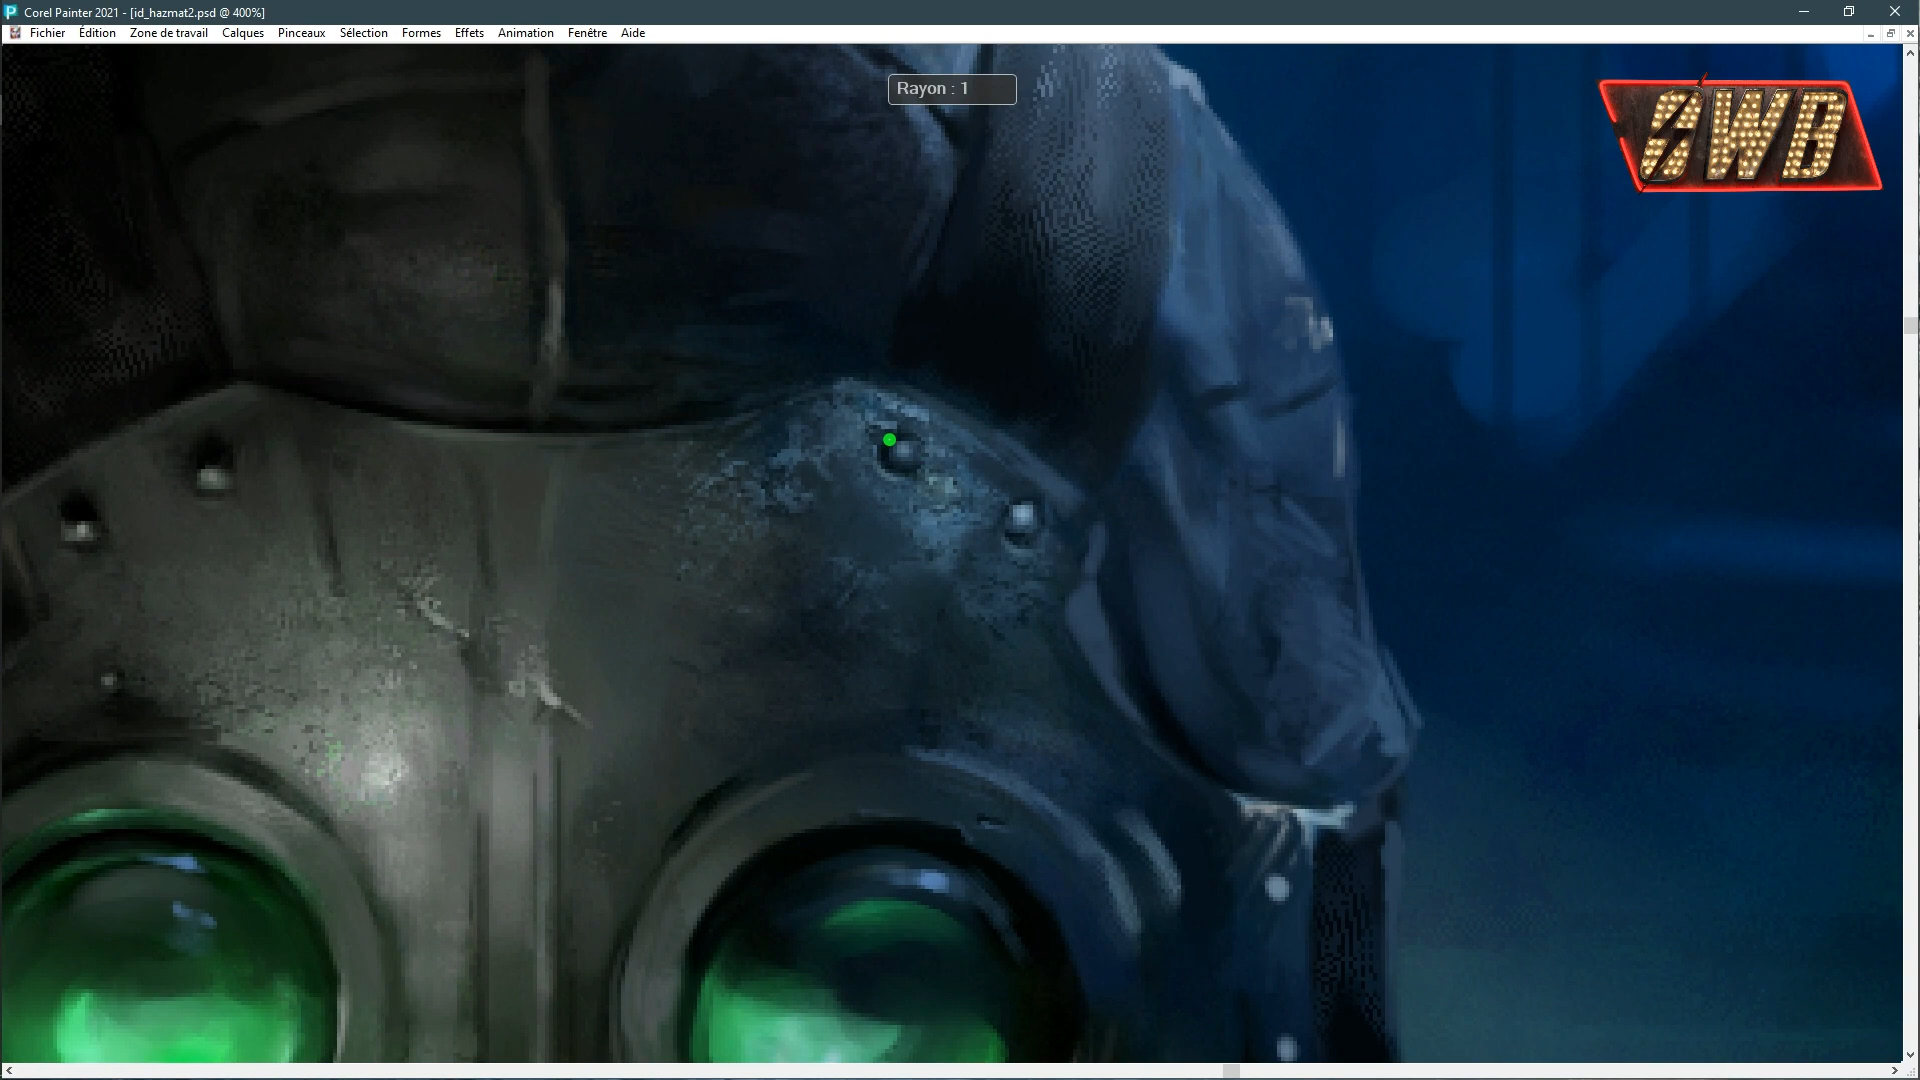 Corel Painter 2021 - [id_hazmat2.psd @ 400%]
Fichier Édition Zone de travail Calques Pinceaux Sélection Formes Effets Animation Fenêtre Aide
Rayon : 1
GWB